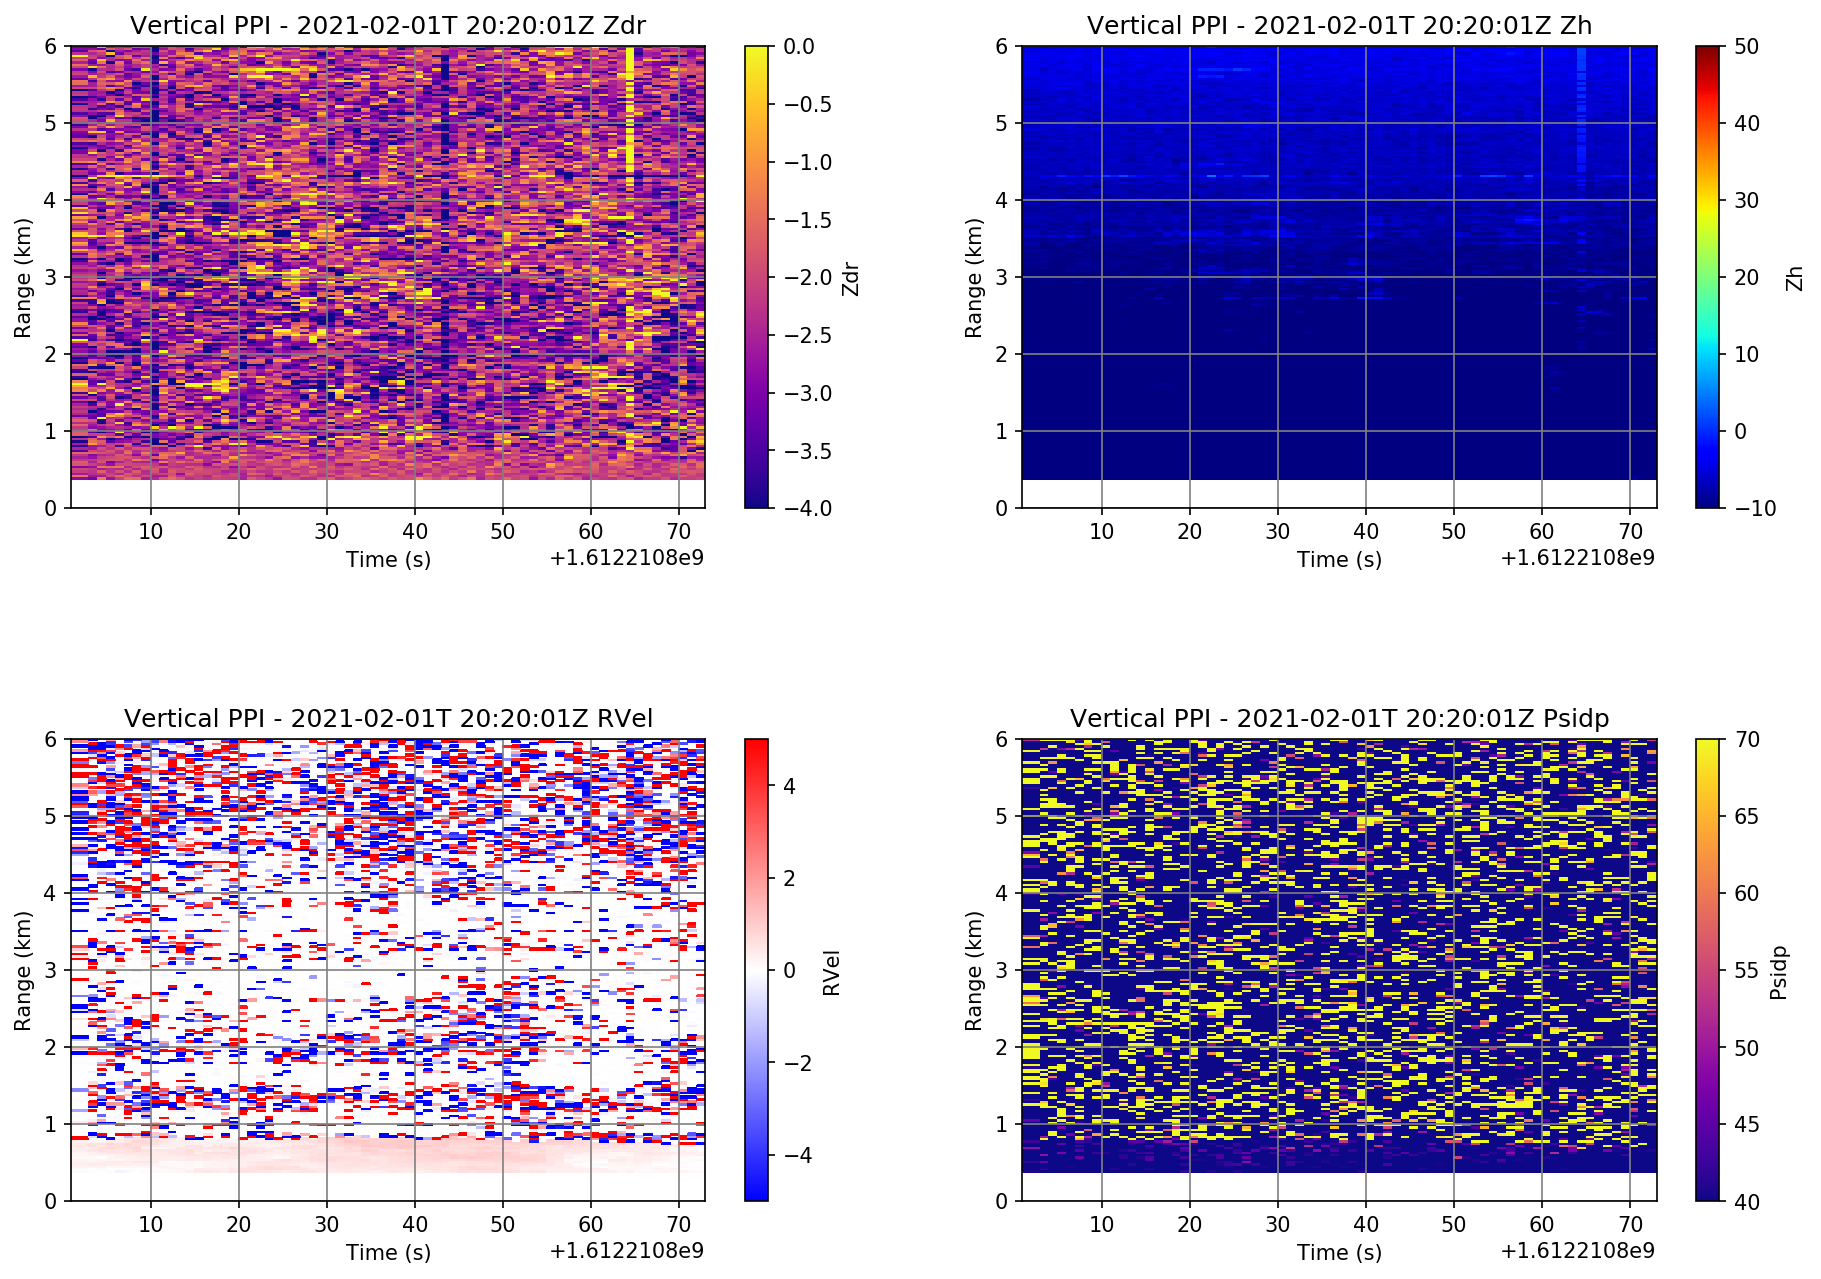 Vertical PPI - 2021-02-01T 20:20:01Z Zdr
6
5
4
3
2
1
0
Range (km)
10 20 30 40 50 60 70
Time (s)
+1.6122108e9
0.0
−0.5
−1.0
−1.5
−2.0
−2.5
−3.0
−3.5
−4.0
Zdr
Vertical PPI - 2021-02-01T 20:20:01Z Zh
6
5
4
3
2
1
0
Range (km)
10 20 30 40 50 60 70
Time (s)
+1.6122108e9
50
40
30
20
10
0
−10
Zh
Vertical PPI - 2021-02-01T 20:20:01Z RVel
6
5
4
3
2
1
0
Range (km)
10 20 30 40 50 60 70
Time (s)
+1.6122108e9
4
2
0
−2
−4
RVel
Vertical PPI - 2021-02-01T 20:20:01Z Psidp
6
5
4
3
2
1
0
Range (km)
10 20 30 40 50 60 70
Time (s)
+1.6122108e9
70
65
60
55
50
45
40
Psidp